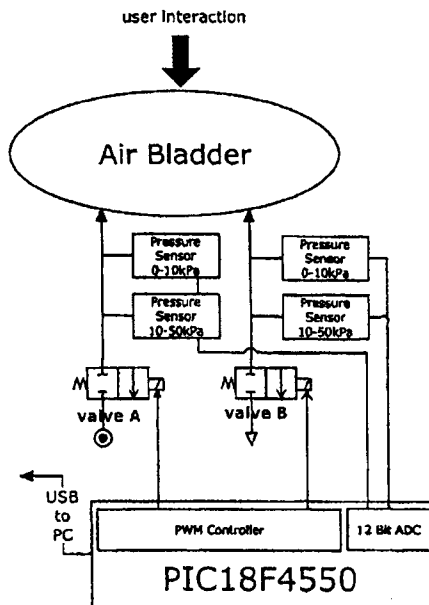 user interaction
Air Bladder
Pressure
Sensor
0-10kPa
Pressure
Sensor
0-10kPa
Pressure
Sensor
10-50kPa
Pressure
Sensor
10-50kPa
valve A
valve B
USB
to
PC
PWM Controller
12 Bit ADC
PIC18F4550